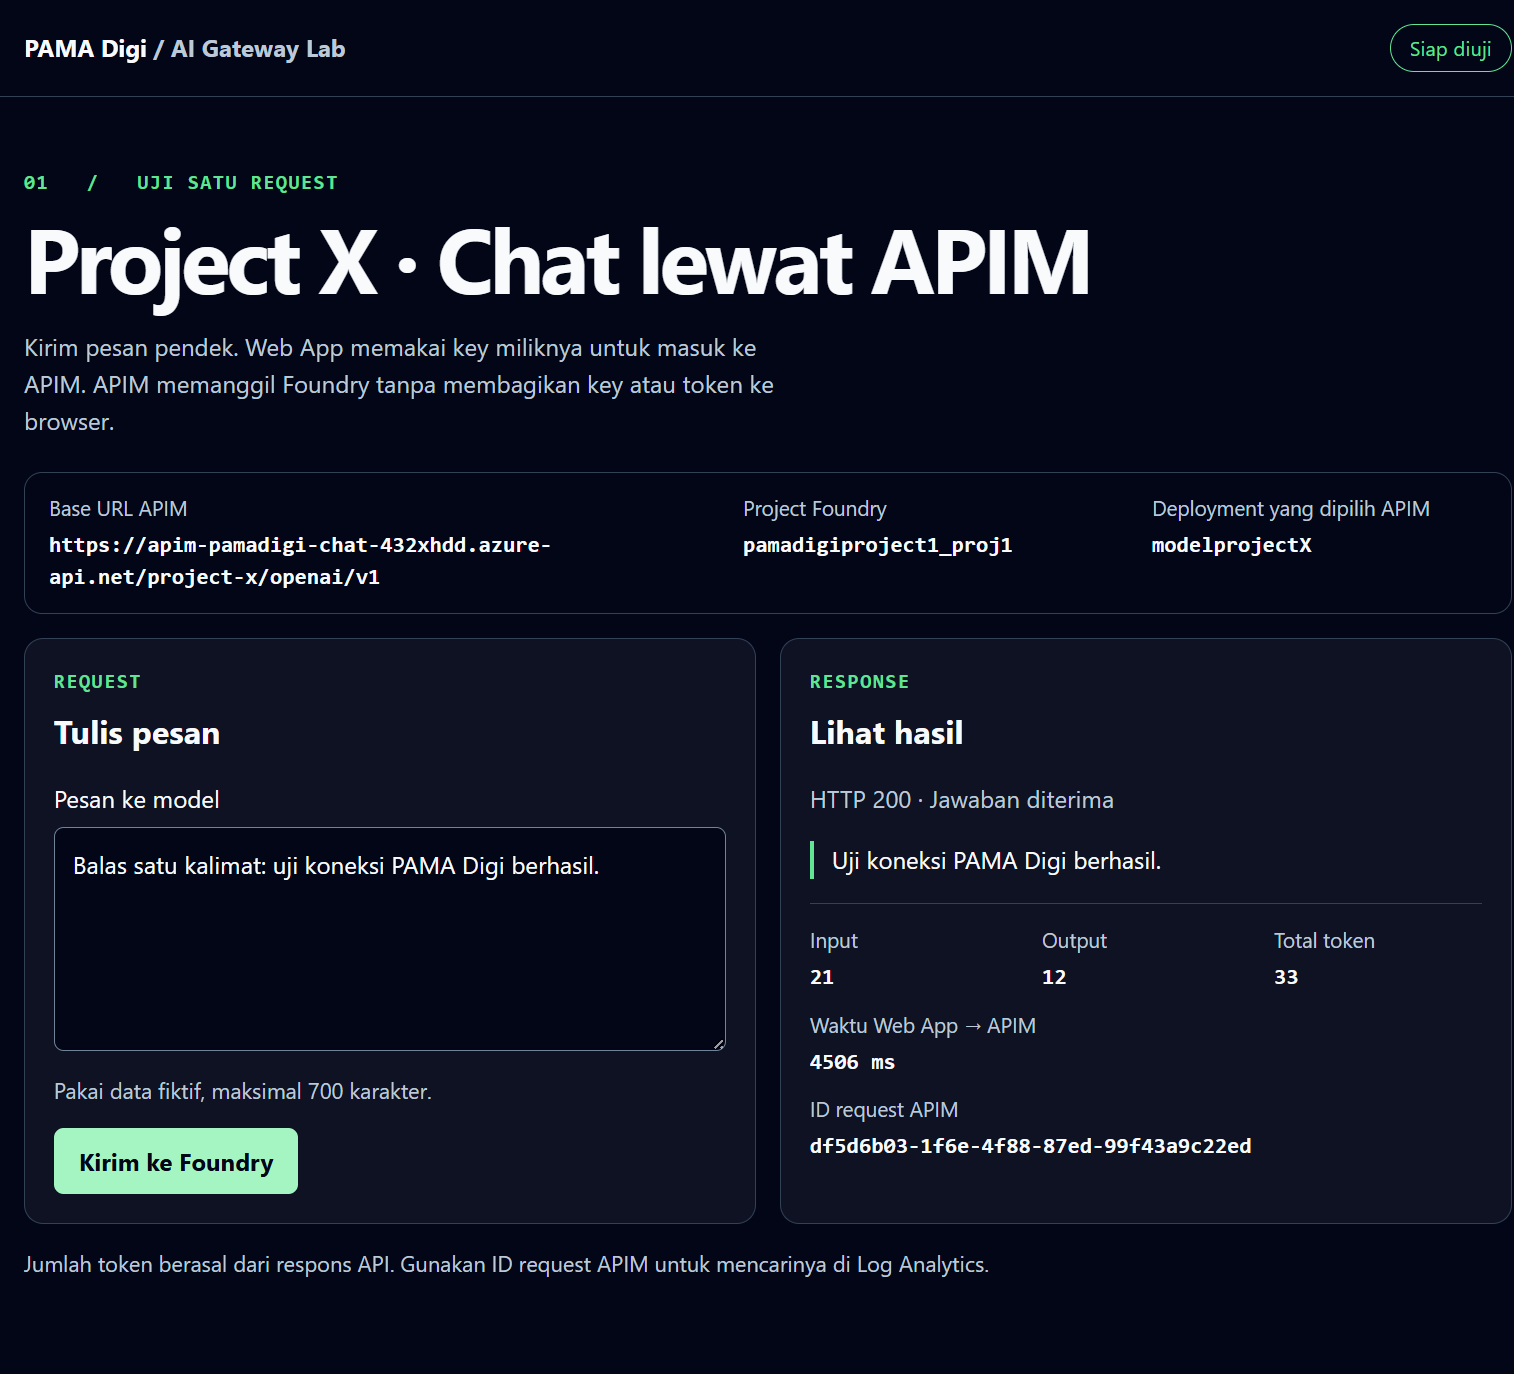 PAMA Digi / AI Gateway Lab
Siap diuji
01 / UJI SATU REQUEST
Project X · Chat lewat APIM
Kirim pesan pendek. Web App memakai key miliknya untuk masuk ke
APIM. APIM memanggil Foundry tanpa membagikan key atau token ke
browser.
Base URL APIM
https://apim-pamadigi-chat-432xhdd.azure-
api.net/project-x/openai/v1
Project Foundry
pamadigiproject1_proj1
Deployment yang dipilih APIM
modelprojectX
REQUEST
Tulis pesan
Pesan ke model
Balas satu kalimat: uji koneksi PAMA Digi berhasil.
Pakai data fiktif, maksimal 700 karakter.
Kirim ke Foundry
RESPONSE
Lihat hasil
HTTP 200 · Jawaban diterima
Uji koneksi PAMA Digi berhasil.
Input
21
Output
12
Total token
33
Waktu Web App → APIM
4506 ms
ID request APIM
df5d6b03-1f6e-4f88-87ed-99f43a9c22ed
Jumlah token berasal dari respons API. Gunakan ID request APIM untuk mencarinya di Log Analytics.